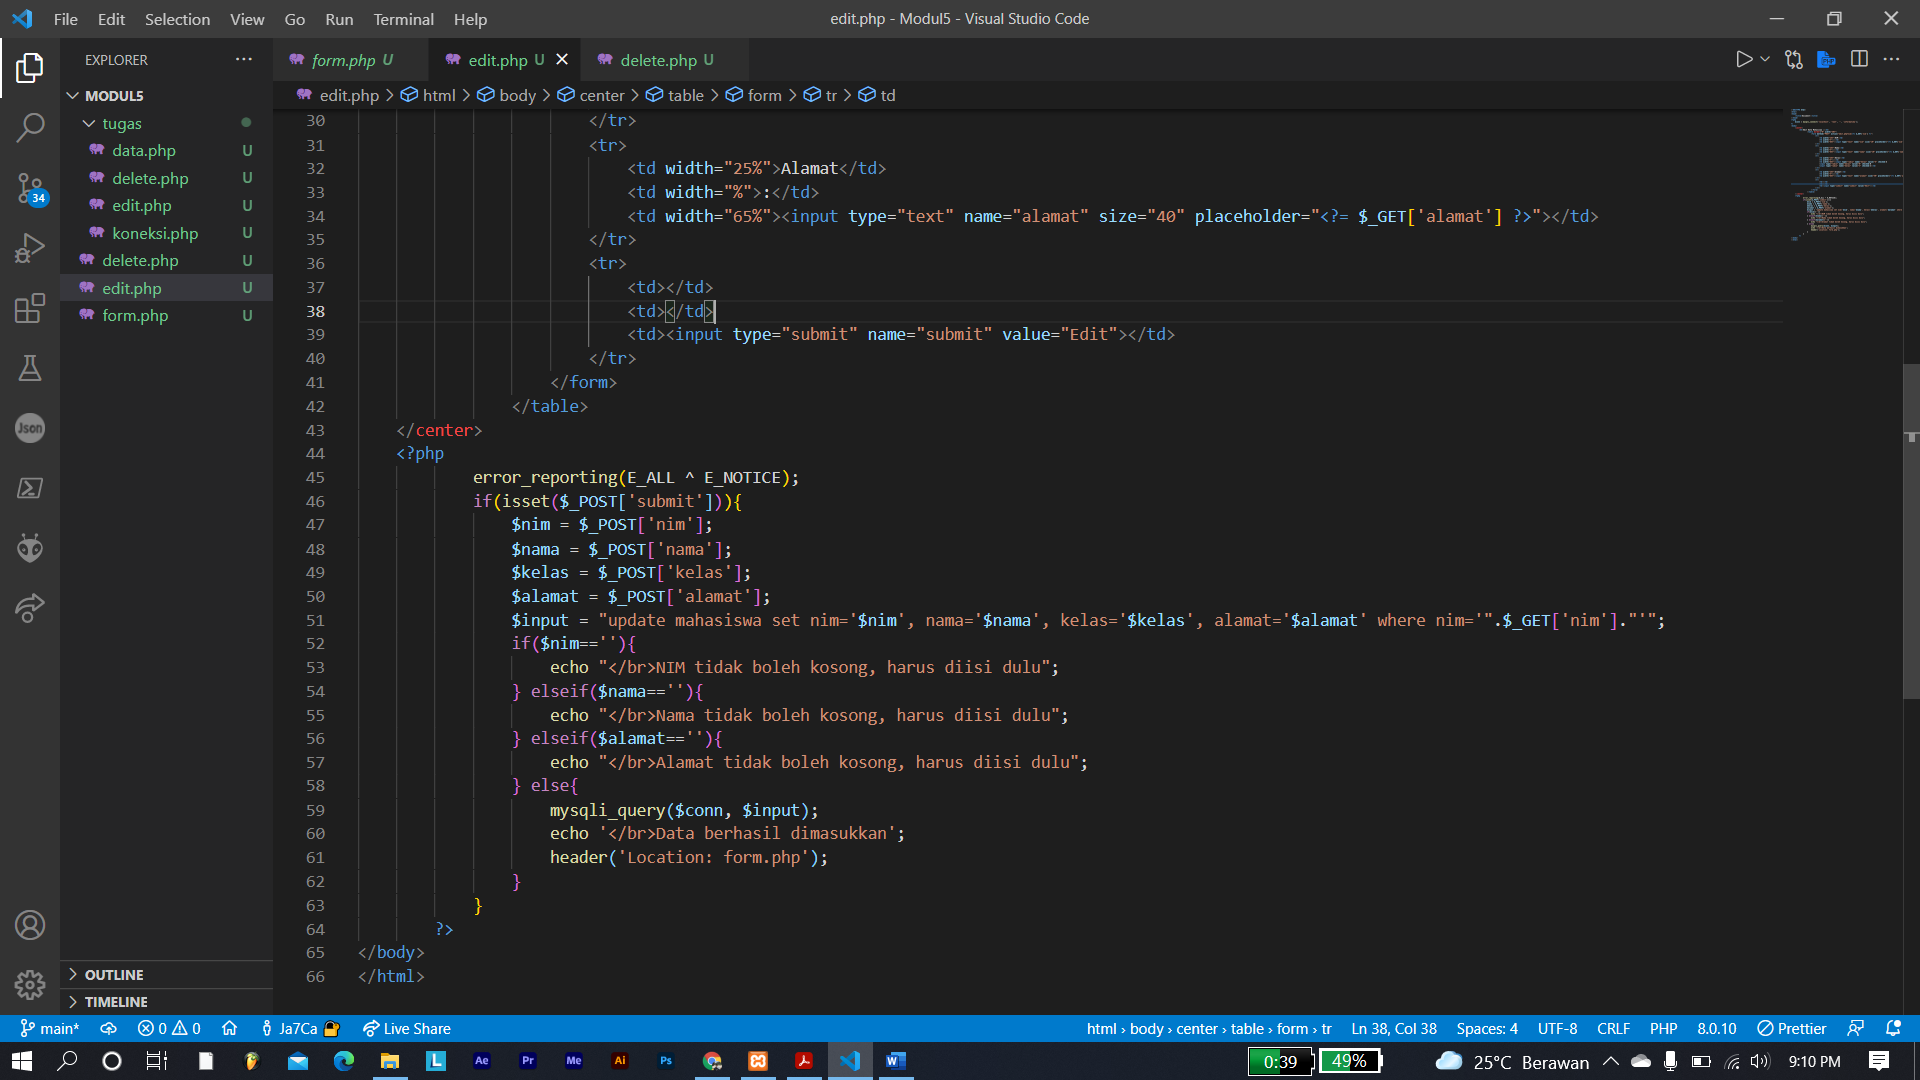 File Edit Selection View Go Run Terminal Help
edit.php - Modul5 - Visual Studio Code
EXPLORER
MODUL5
tugas
data.php U
delete.php U
edit.php U
koneksi.php U
delete.php U
edit.php U
form.php U
OUTLINE
TIMELINE
34
Json
form.php U edit.php U delete.php U
edit.php > html > body > center > table > form > tr > td
30 </tr>
31 <tr>
32 <td width="25%">Alamat</td>
33 <td width="%">:</td>
34 <td width="65%"><input type="text" name="alamat" size="40" placeholder="<?= $_GET['alamat'] ?>"></td>
35 </tr>
36 <tr>
37 <td></td>
38 <td></td>
39 <td><input type="submit" name="submit" value="Edit"></td>
40 </tr>
41 </form>
42 </table>
43 </center>
44 <?php
45 error_reporting(E_ALL ^ E_NOTICE);
46 if(isset($_POST['submit'])){
47 $nim = $_POST['nim'];
48 $nama = $_POST['nama'];
49 $kelas = $_POST['kelas'];
50 $alamat = $_POST['alamat'];
51 $input = "update mahasiswa set nim='$nim', nama='$nama', kelas='$kelas', alamat='$alamat' where nim='".$_GET['nim']."'";
52 if($nim==''){
53 echo "</br>NIM tidak boleh kosong, harus diisi dulu";
54 } elseif($nama==''){
55 echo "</br>Nama tidak boleh kosong, harus diisi dulu";
56 } elseif($alamat==''){
57 echo "</br>Alamat tidak boleh kosong, harus diisi dulu";
58 } else{
59 mysqli_query($conn, $input);
60 echo '</br>Data berhasil dimasukkan';
61 header('Location: form.php');
62 }
63 }
64 ?>
65 </body>
66 </html>
main* 0 0 Ja7Ca Live Share html > body > center > table > form > tr Ln 38, Col 38 Spaces: 4 UTF-8 CRLF PHP 8.0.10 Prettier
L Ae Pr Me Ai Ps W 0:39 49% 25°C Berawan 9:10 PM